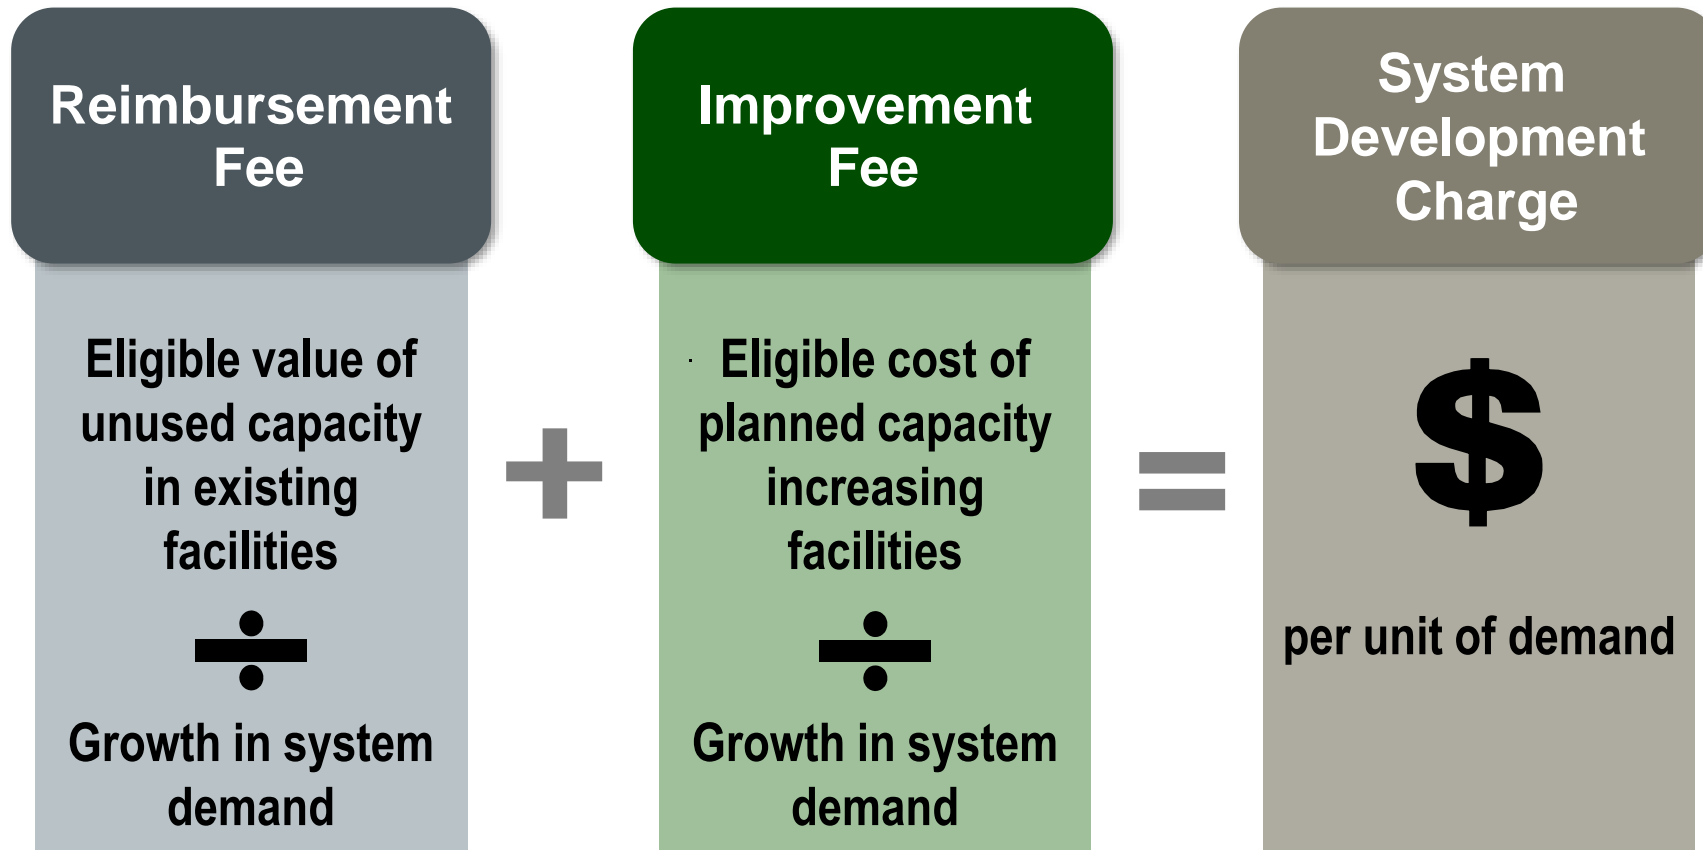 Reimbursement
Fee
Eligible value of
unused capacity
in existing
facilities
÷
Growth in system
demand
+
Improvement
Fee
Eligible cost of
planned capacity
increasing
facilities
÷
Growth in system
demand
=
System
Development
Charge
$
per unit of demand